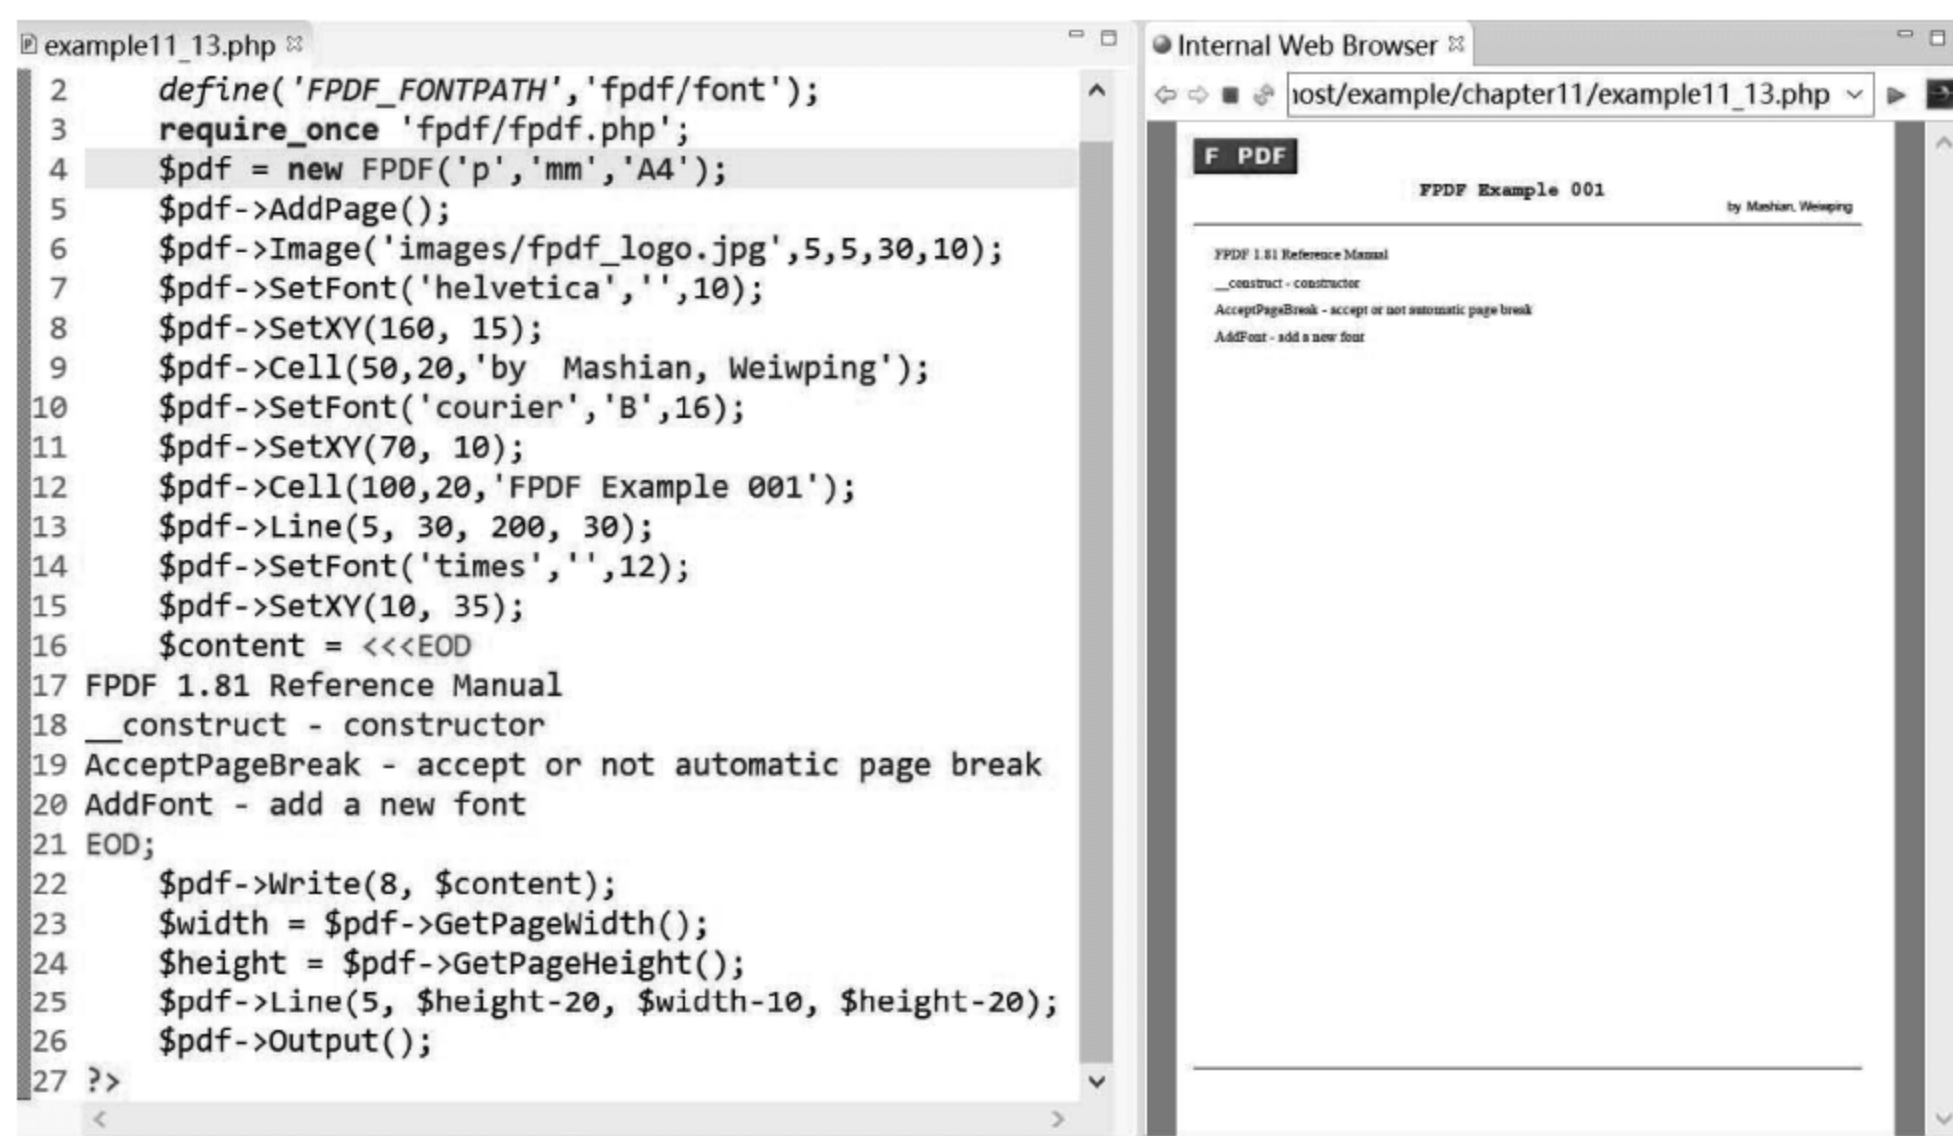 example11_13.php
2 define('FPDF_FONTPATH','fpdf/font');
3 require_once 'fpdf/fpdf.php';
4 $pdf = new FPDF('p','mm','A4');
5 $pdf->AddPage();
6 $pdf->Image('images/fpdf_logo.jpg',5,5,30,10);
7 $pdf->SetFont('helvetica','',10);
8 $pdf->SetXY(160, 15);
9 $pdf->Cell(50,20,'by  Mashian, Weiwping');
10 $pdf->SetFont('courier','B',16);
11 $pdf->SetXY(70, 10);
12 $pdf->Cell(100,20,'FPDF Example 001');
13 $pdf->Line(5, 30, 200, 30);
14 $pdf->SetFont('times','',12);
15 $pdf->SetXY(10, 35);
16 $content = <<<EOD
17 FPDF 1.81 Reference Manual
18 __construct - constructor
19 AcceptPageBreak - accept or not automatic page break
20 AddFont - add a new font
21 EOD;
22 $pdf->Write(8, $content);
23 $width = $pdf->GetPageWidth();
24 $height = $pdf->GetPageHeight();
25 $pdf->Line(5, $height-20, $width-10, $height-20);
26 $pdf->Output();
27 ?>
Internal Web Browser
ost/example/chapter11/example11_13.php
F PDF
FPDF Example 001
by Mashian, Weiwping
FPDF 1.81 Reference Manual
__construct - constructor
AcceptPageBreak - accept or not automatic page break
AddFont - add a new font